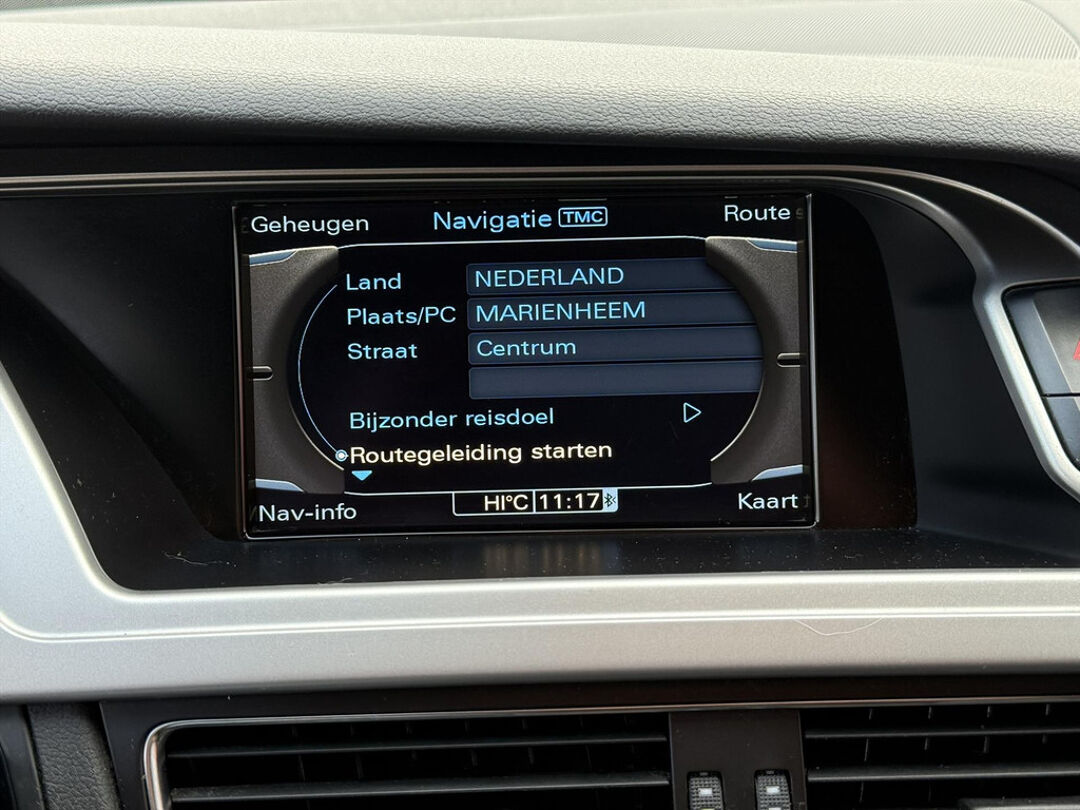 Geheugen
Navigatie TMC
Route
Land NEDERLAND
Plaats/PC MARIENHEEM
Straat Centrum
Bijzonder reisdoel
Routegeleiding starten
Nav-info
HI°C 11:17
Kaart